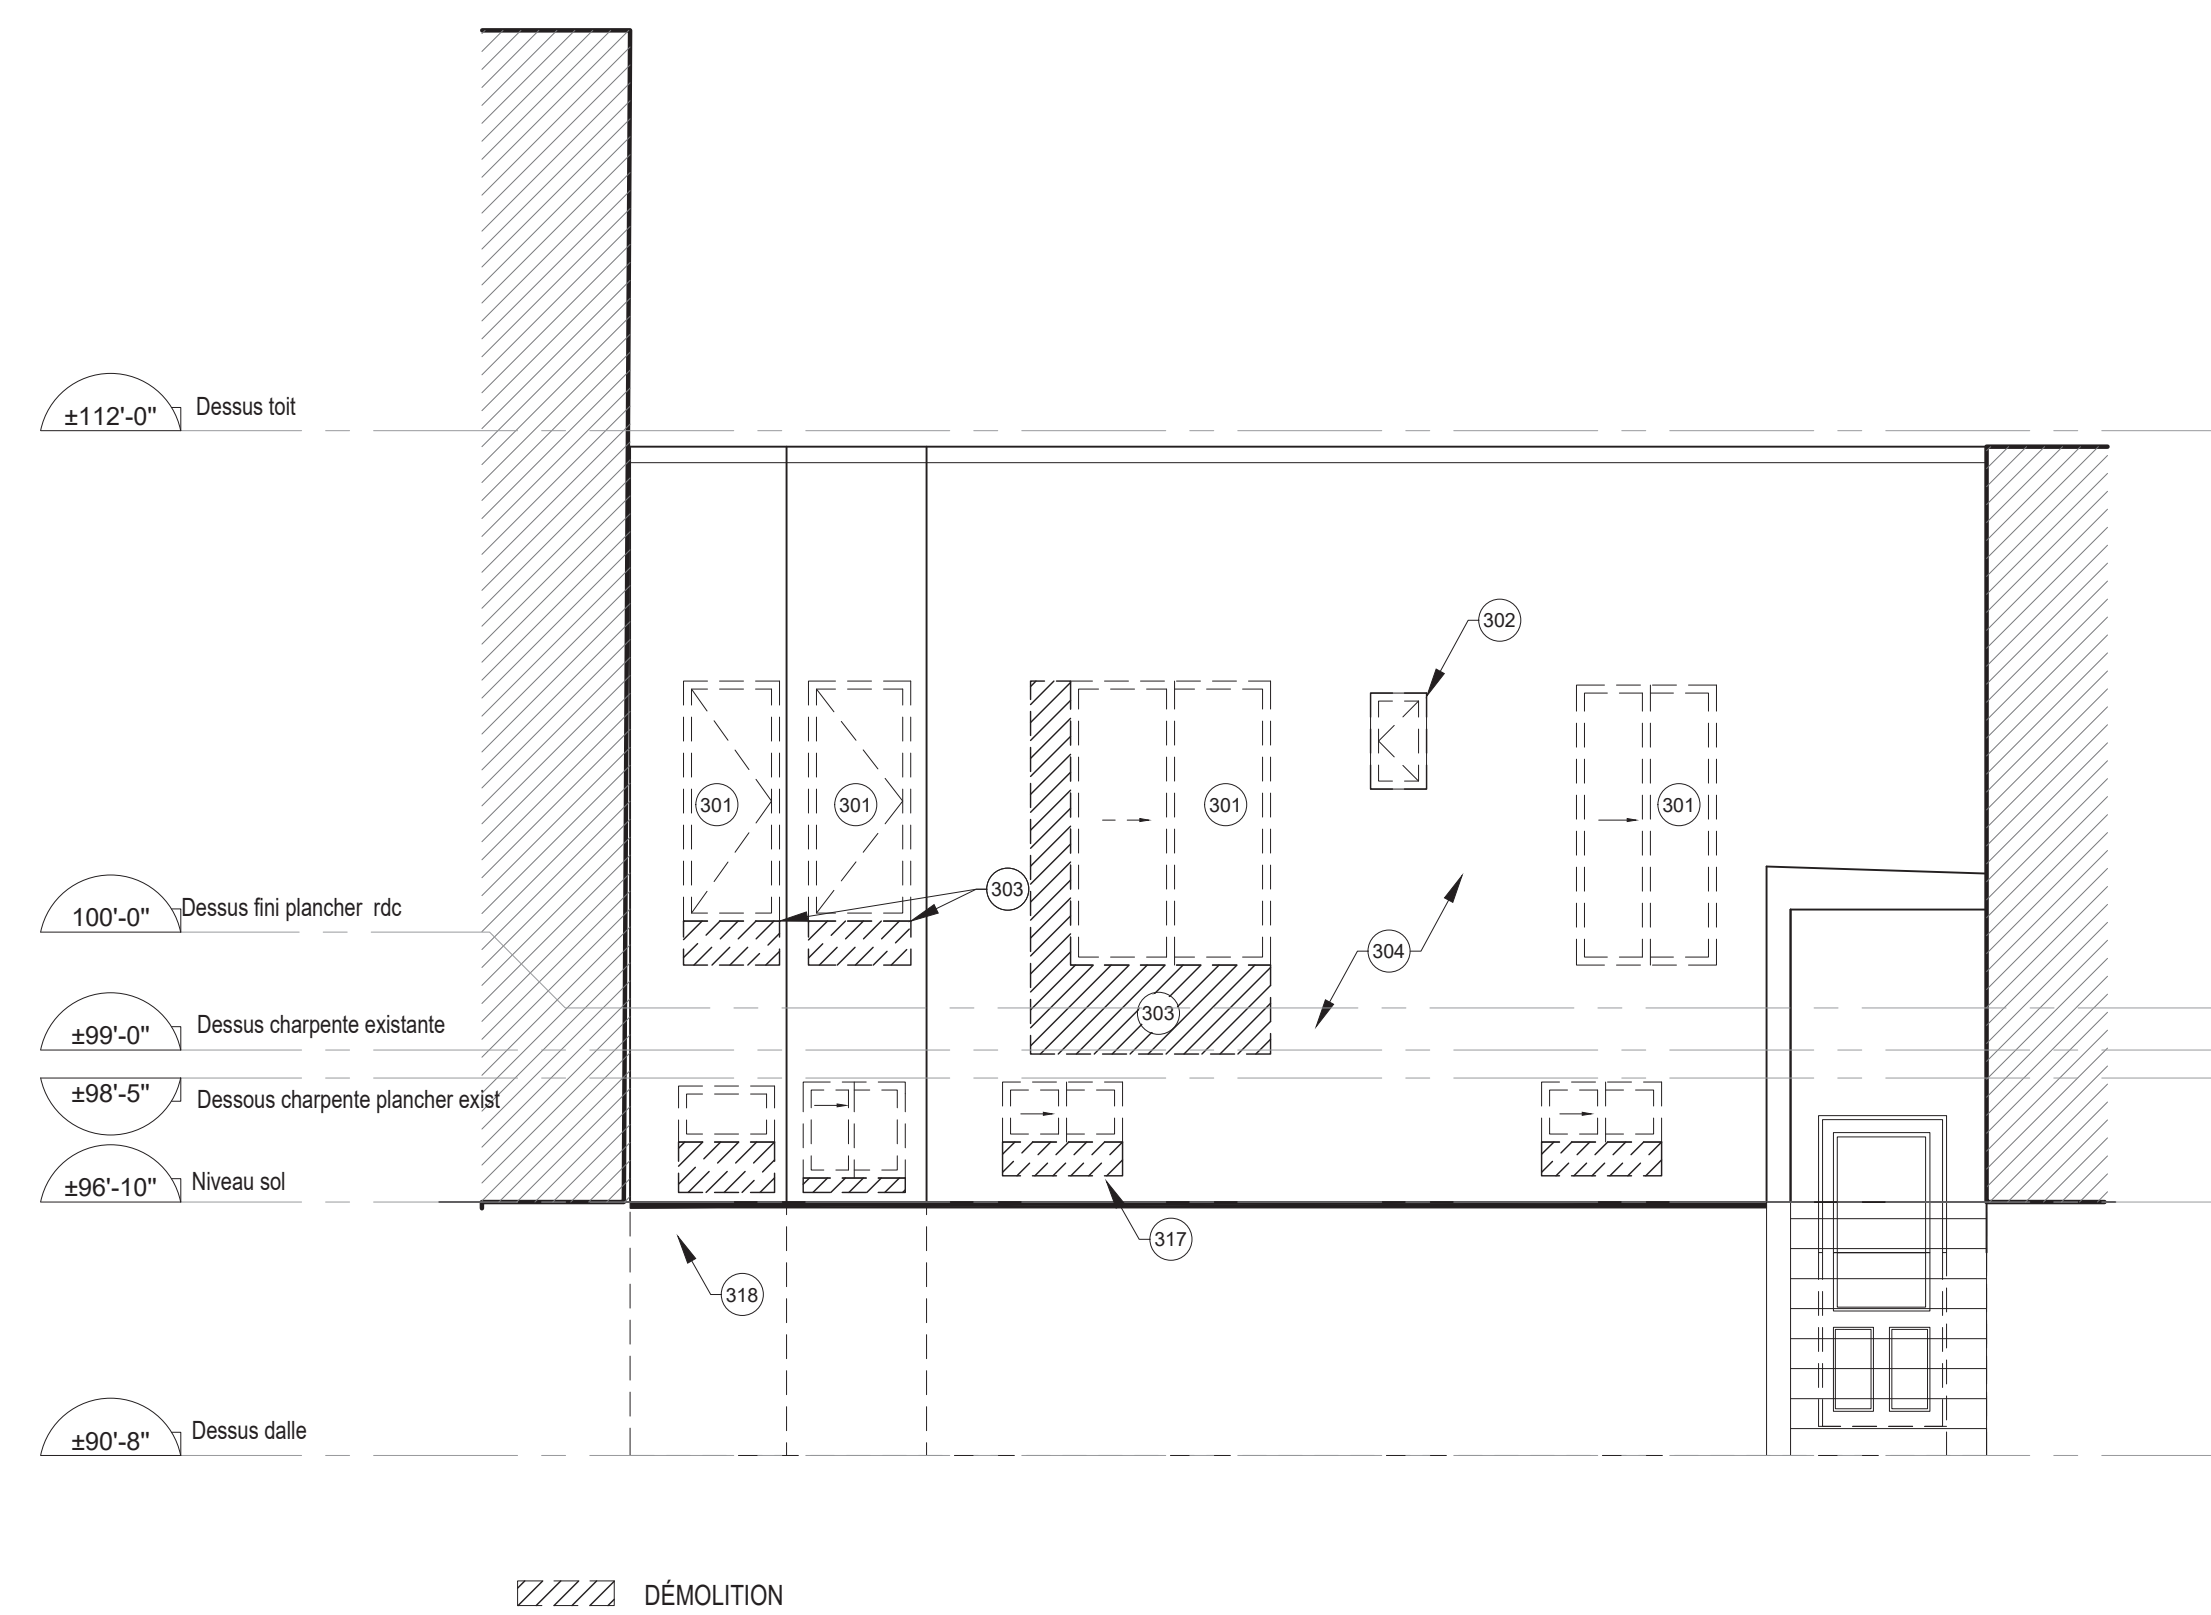 ±112'-0"
Dessus toit
302
301
301
301
301
303
100'-0"
Dessus fini plancher rdc
304
303
±99'-0"
Dessus charpente existante
±98'-5"
Dessous charpente plancher exist
±96'-10"
Niveau sol
317
318
±90'-8"
Dessus dalle
DÉMOLITION